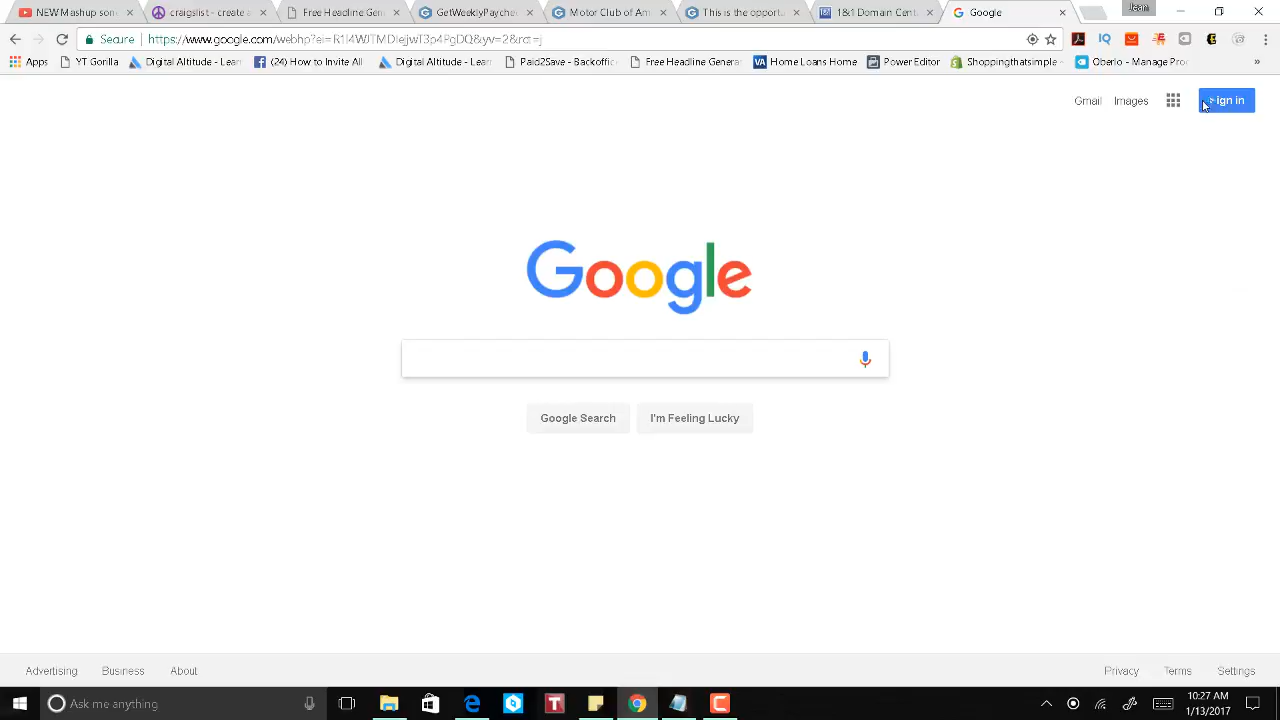 NEW Mashup son
craigslist - create
Free Headline Gen
GetWeeklyPaych
Motor Club of Am
This is the opport
1&1 Domain Cent
Google
Jean
Secure
Apps
YT Gorilla
Digital Altitude - Lear
(24) How to Invite All
Digital Altitude - Lear
Paid2Save - Backoffic
Free Headline Genera
VA Home Loans Home
Power Editor
Shoppingthatsimple
Oberlo - Manage Pro
»
Gmail
Images
Sign in
Google
Google Search
I'm Feeling Lucky
Advertising
Business
About
Privacy
Terms
Settings
Ask me anything
10:27 AM
1/13/2017